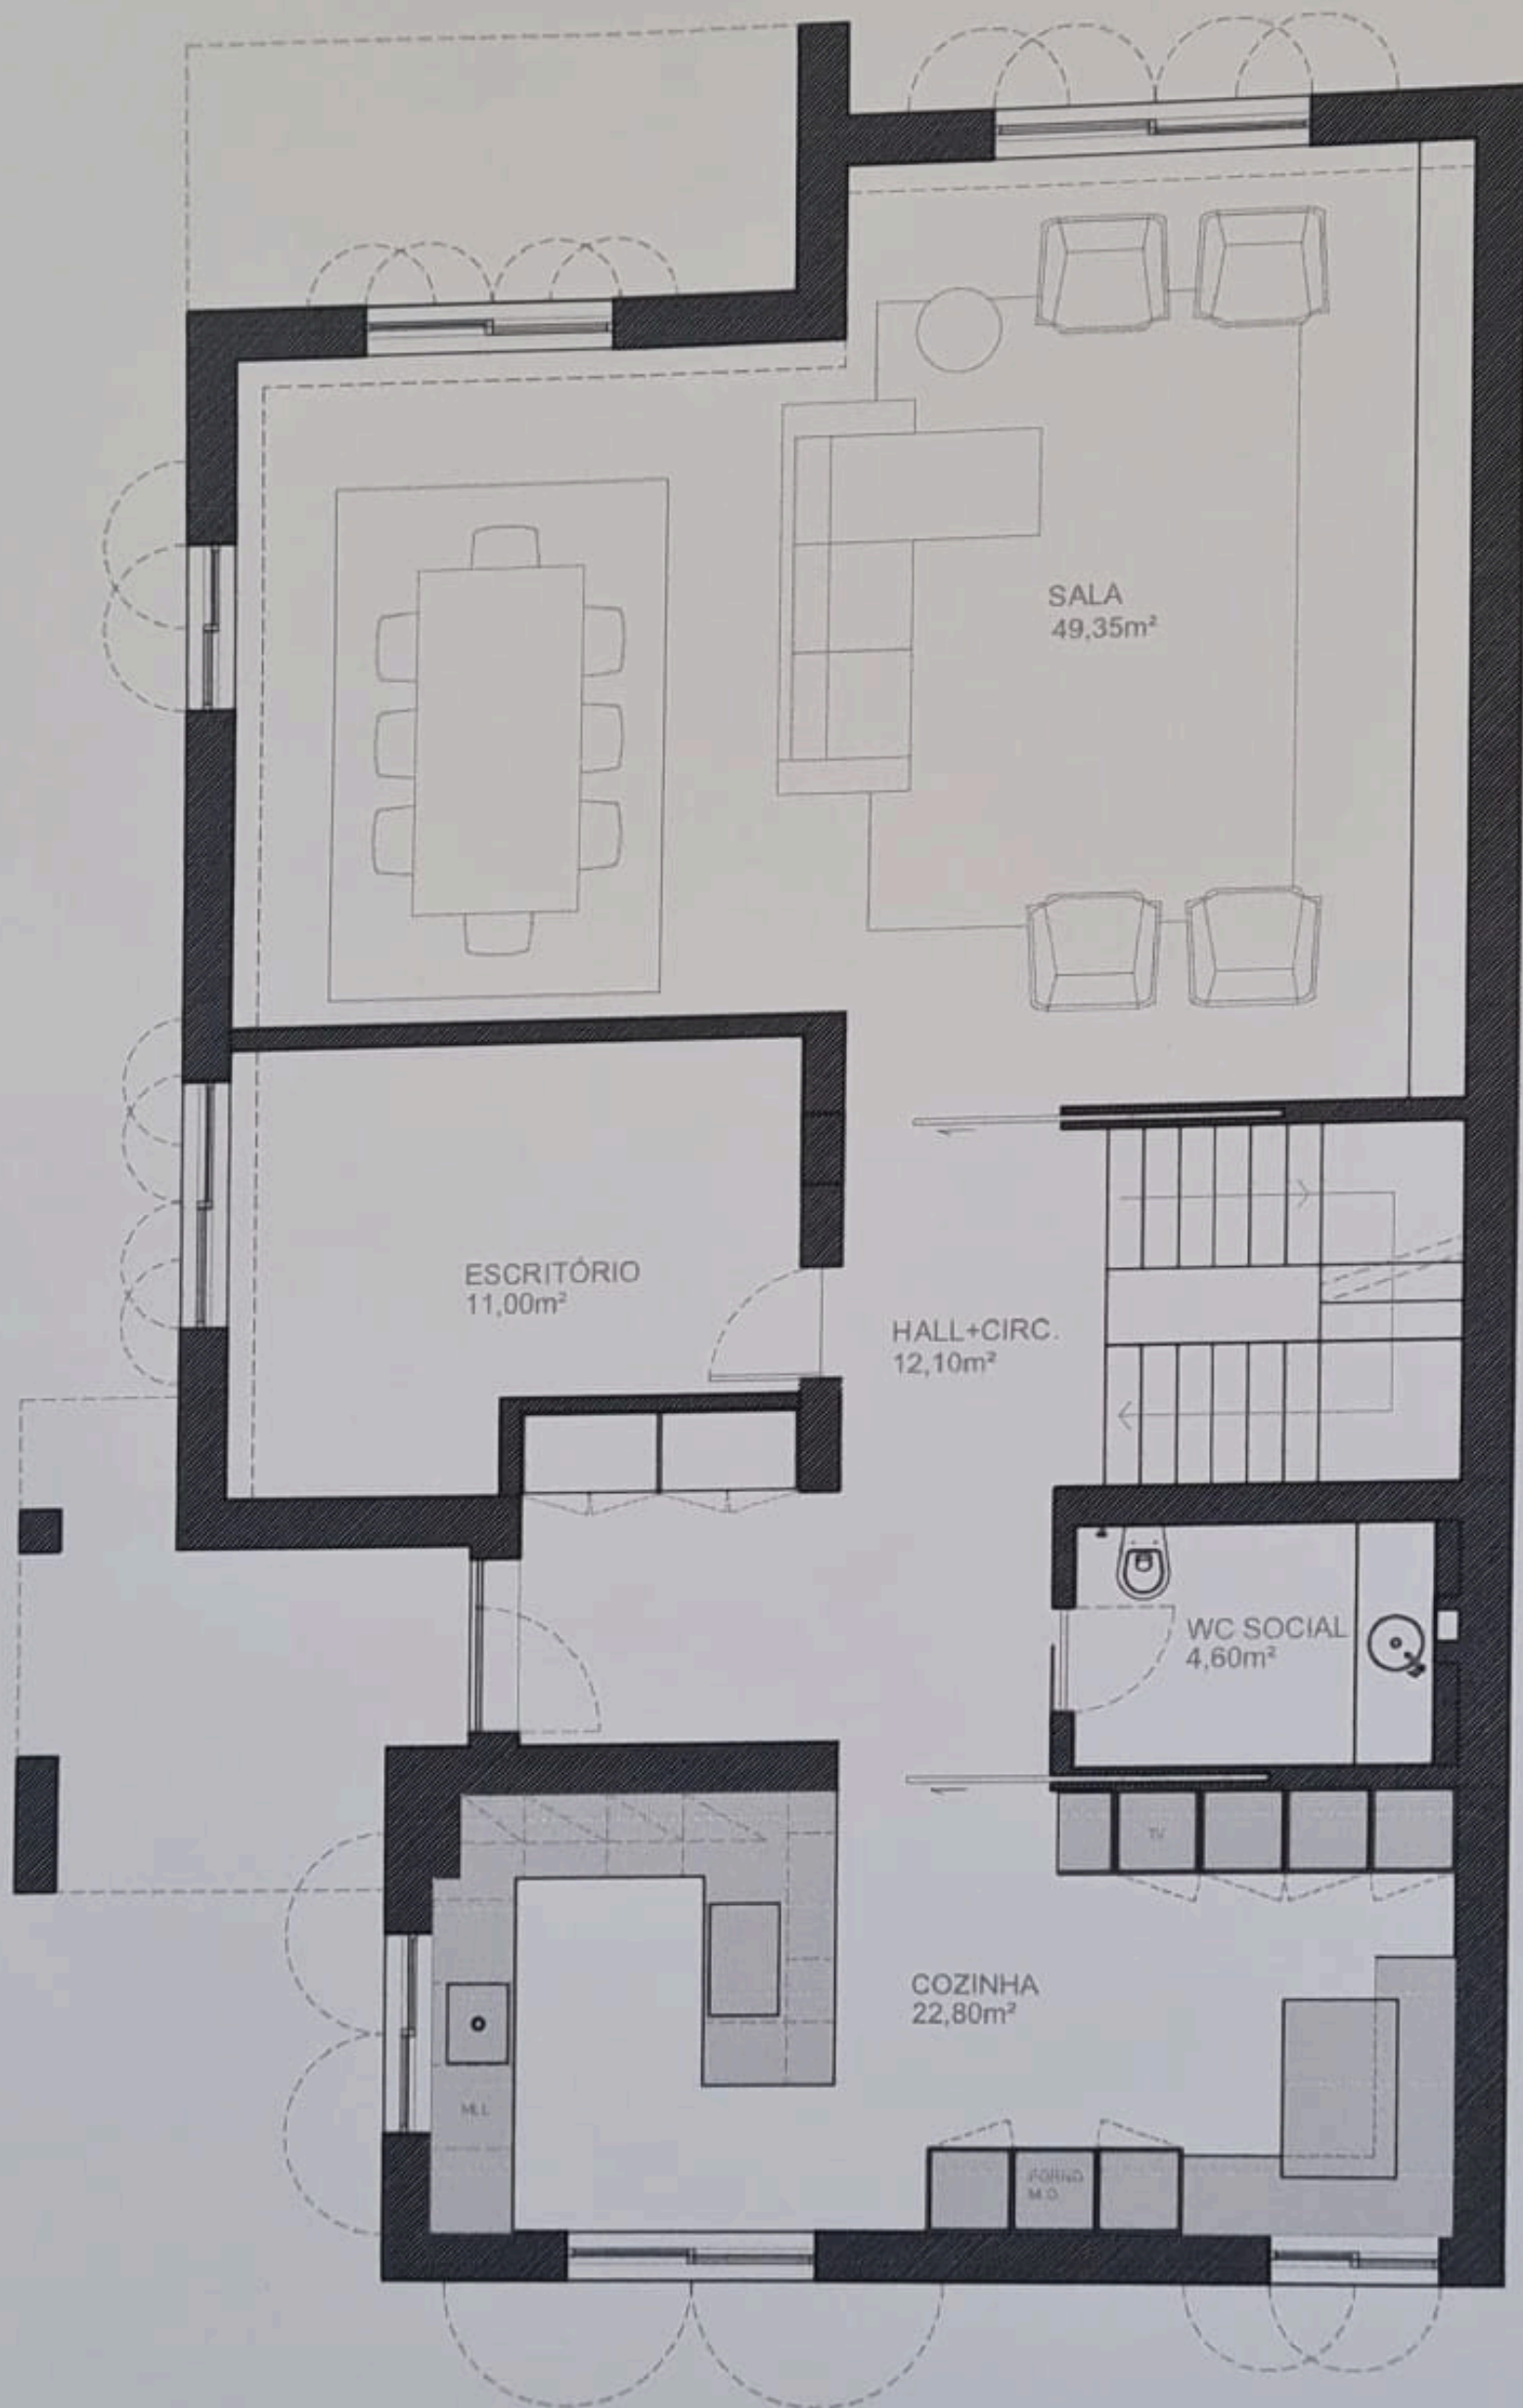 SALA
49,35m²
ESCRITÓRIO
11,00m²
HALL+CIRC.
12,10m²
WC SOCIAL
4,60m²
TV
COZINHA
22,80m²
M.L.
FORNO
M.O.